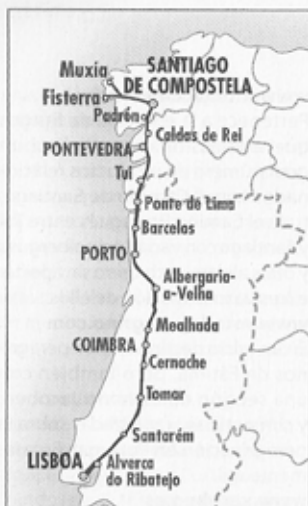 Muxia
SANTIAGO
DE COMPOSTELA
Fisterra
Padrón
Caldas de Rei
PONTEVEDRA
Tui
Ponte de Lima
Barcelos
PORTO
Albergaria-
a-Velha
Mealhada
COIMBRA
Cernache
Tomar
Santarém
LISBOA
Alverca
do Ribatejo